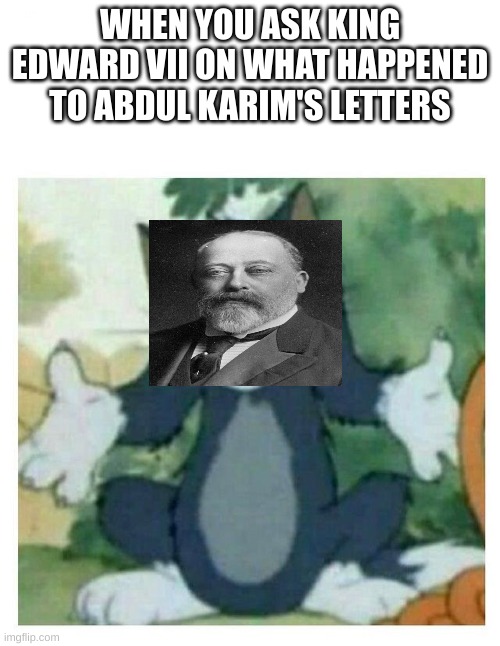 WHEN YOU ASK KING
EDWARD VII ON WHAT HAPPENED
TO ABDUL KARIM'S LETTERS
imgflip.com